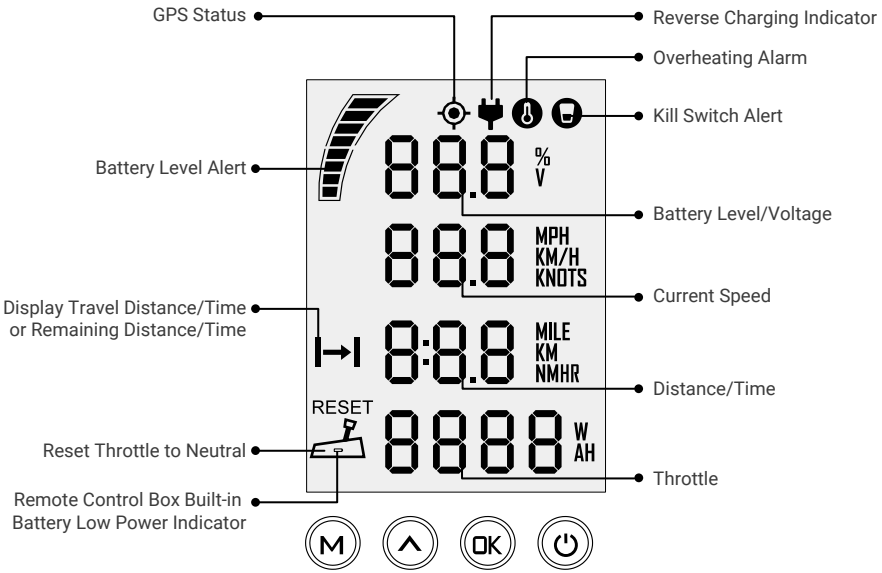 GPS Status
Reverse Charging Indicator
Overheating Alarm
Kill Switch Alert
Battery Level Alert
88.8
%
V
Battery Level/Voltage
88.8
MPH
KM/H
KNOTS
Current Speed
Display Travel Distance/Time
or Remaining Distance/Time
8:8.8
MILE
KM
NMHR
Distance/Time
RESET
8888
W
AH
Reset Throttle to Neutral
Throttle
Remote Control Box Built-in
Battery Low Power Indicator
M
OK